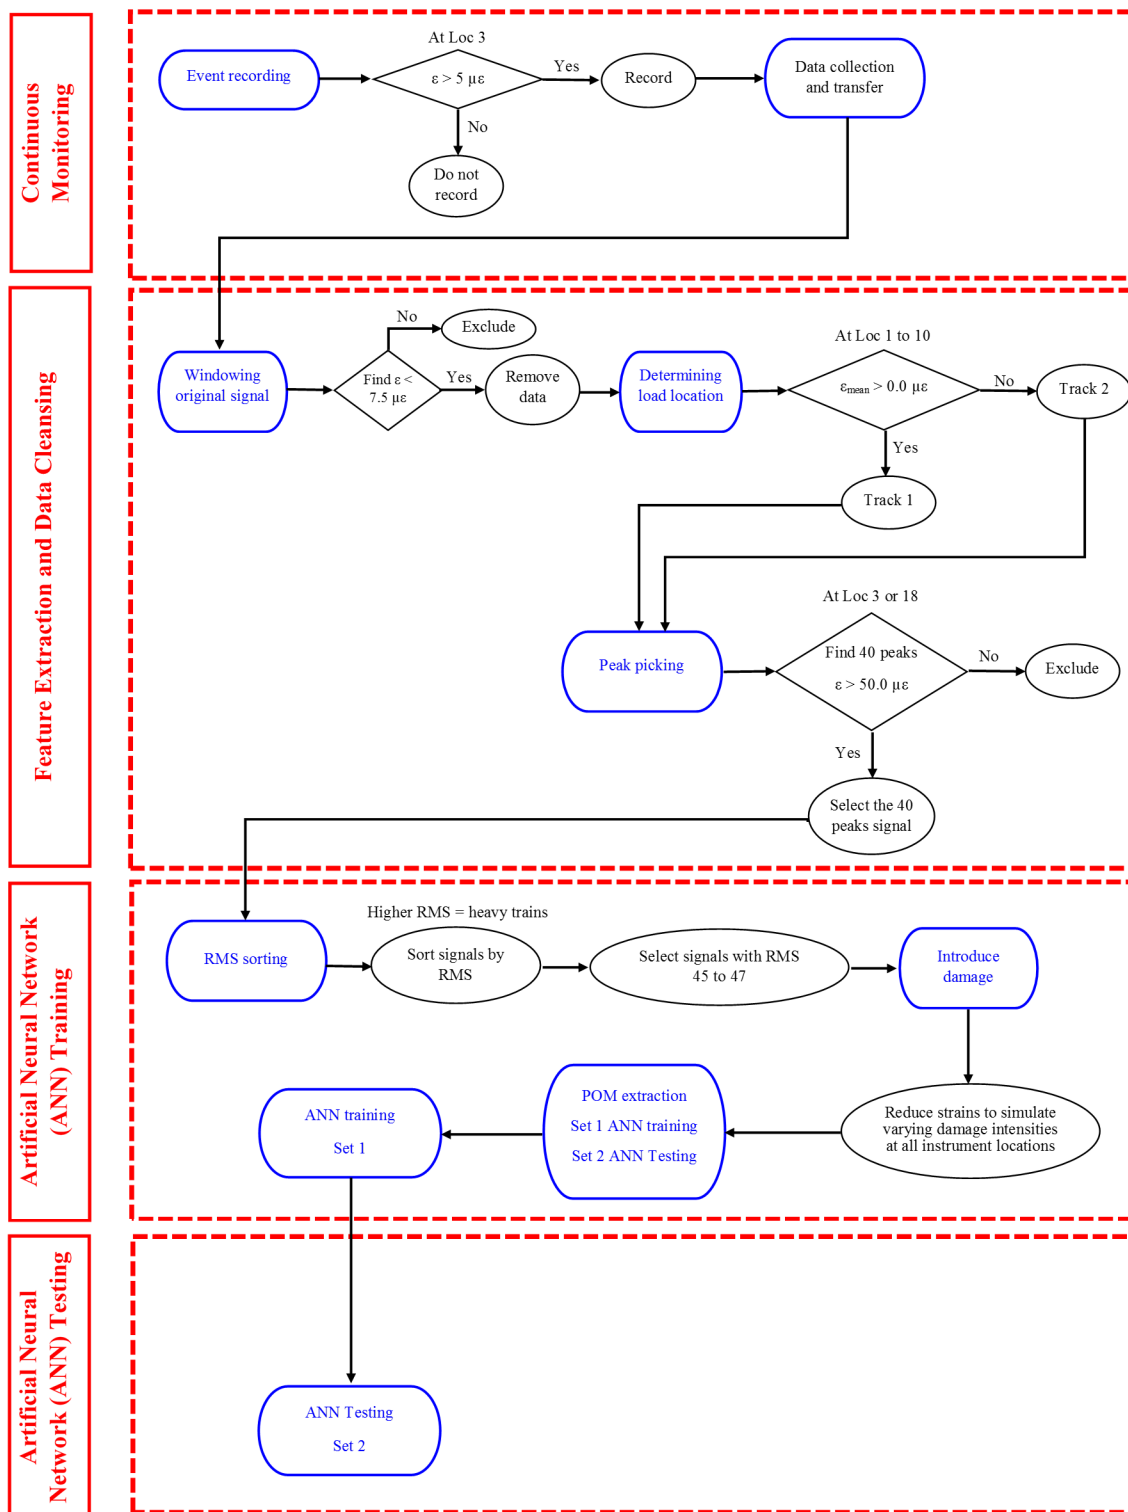 Continuous
Monitoring
At Loc 3
Event recording
ε > 5 µε
Yes
Record
Data collection
and transfer
No
Do not
record
Feature Extraction and Data Cleansing
No
Exclude
Windowing
original signal
Find ε <
7.5 µε
Yes
Remove
data
Determining
load location
At Loc 1 to 10
εmean > 0.0 µε
No
Track 2
Yes
Track 1
At Loc 3 or 18
Peak picking
Find 40 peaks
ε > 50.0 µε
No
Exclude
Yes
Select the 40
peaks signal
Artificial Neural Network
(ANN) Training
Higher RMS = heavy trains
RMS sorting
Sort signals by
RMS
Select signals with RMS
45 to 47
Introduce
damage
Reduce strains to simulate
varying damage intensities
at all instrument locations
POM extraction
Set 1 ANN training
Set 2 ANN Testing
ANN training
Set 1
Artificial Neural
Network (ANN) Testing
ANN Testing
Set 2